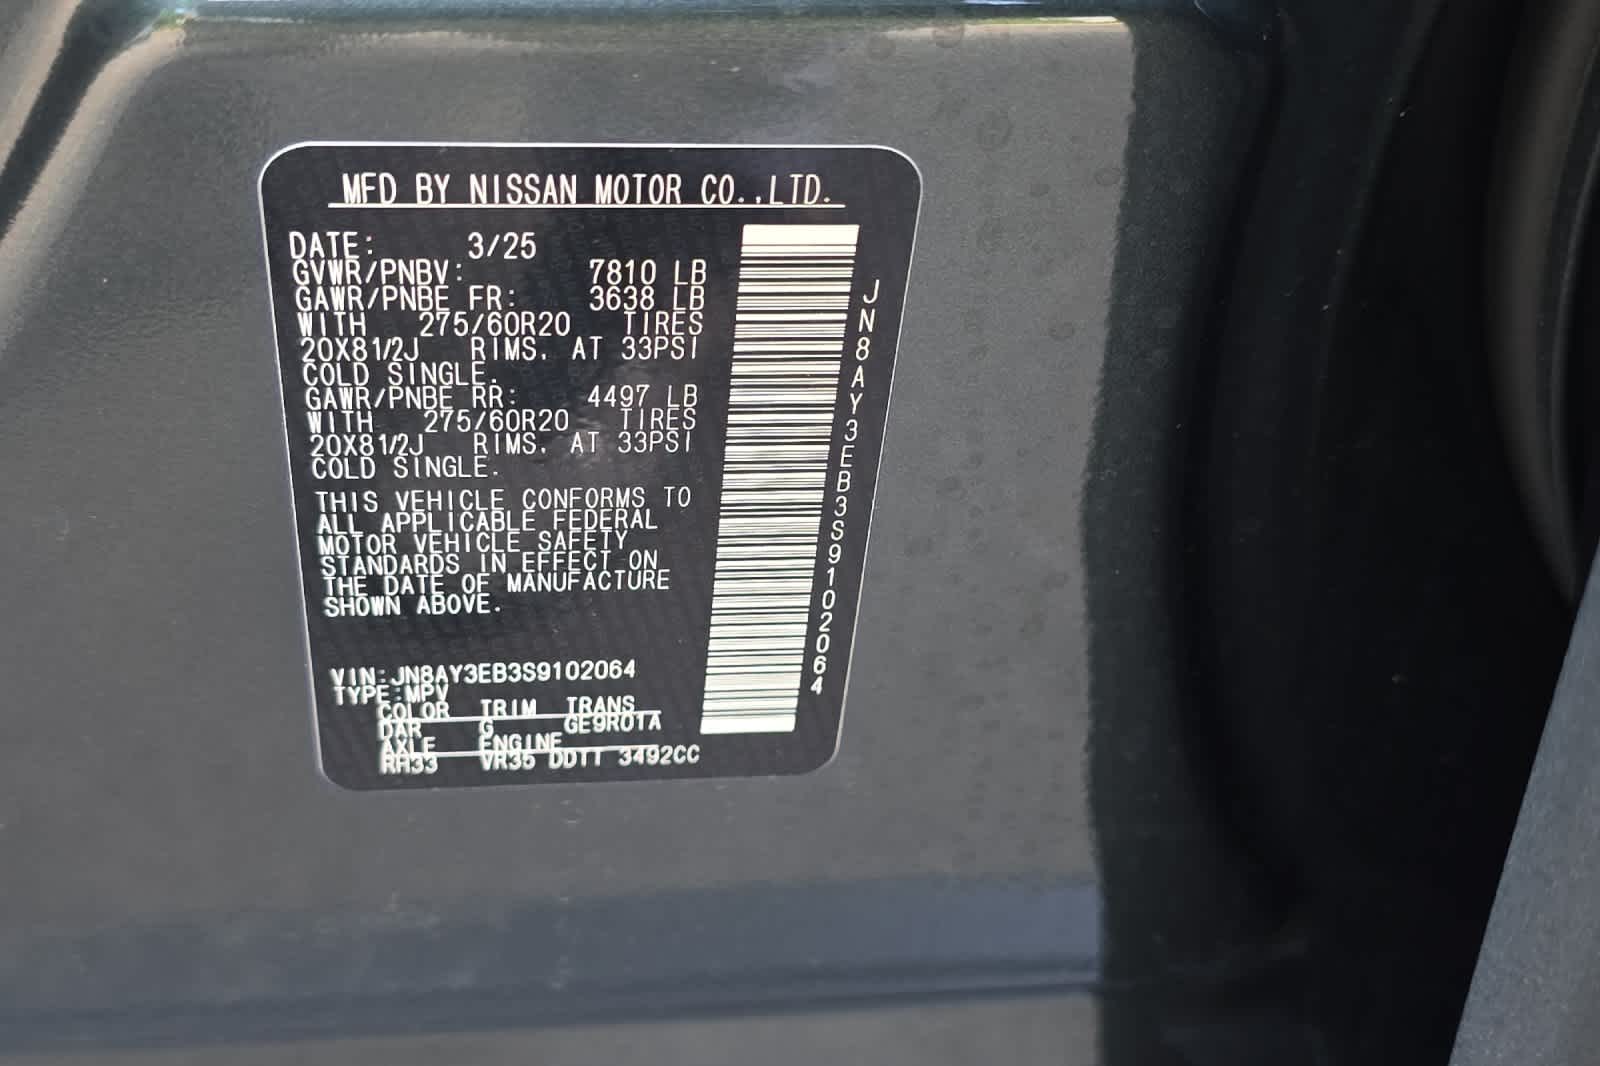 MFD BY NISSAN MOTOR CO.,LTD.
DATE: 3/25
GVWR/PNBV: 7810 LB
GAWR/PNBE FR: 3638 LB
WITH 275/60R20 TIRES
20X81/2J RIMS, AT 33PSI
COLD SINGLE.
GAWR/PNBE RR: 4497 LB
WITH 275/60R20 TIRES
20X81/2J RIMS. AT 33PSI
COLD SINGLE.
THIS VEHICLE CONFORMS TO
ALL APPLICABLE FEDERAL
MOTOR VEHICLE SAFETY
STANDARDS IN EFFECT ON
THE DATE OF MANUFACTURE
SHOWN ABOVE.
VIN:JN8AY3EB3S9102064
TYPE:MPV
COLOR TRIM TRANS
DAR G GE9R01A
AXLE ENGINE
RH33 VR35 DDTT 3492CC
JN8AY3EB3S9102064